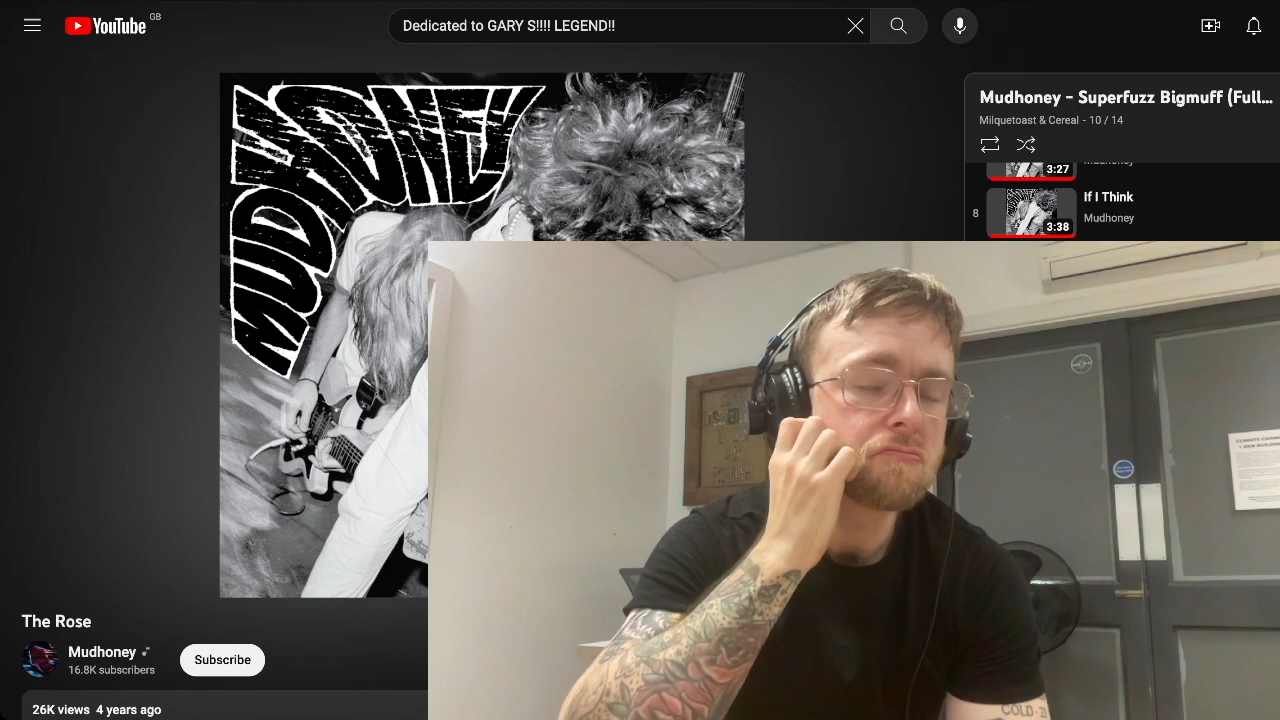 YouTube GB
Dedicated to GARY S!!!! LEGEND!!
MUDHONEY
Mudhoney - Superfuzz Bigmuff (Full...
Milquetoast & Cereal - 10 / 14
Mudhoney
3:27
8
If I Think
Mudhoney
3:38
The Rose
Mudhoney
16.8K subscribers
Subscribe
26K views 4 years ago